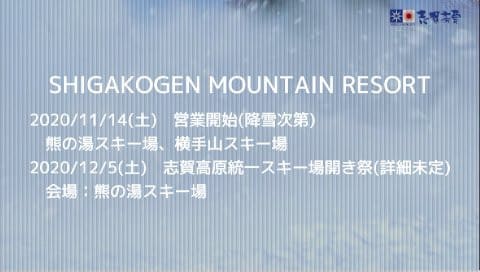 志賀高原
SHIGAKOGEN MOUNTAIN RESORT
2020/11/14(土) 営業開始(降雪次第)
熊の湯スキー場、横手山スキー場
2020/12/5(土) 志賀高原統一スキー場開き祭(詳細未定)
会場：熊の湯スキー場